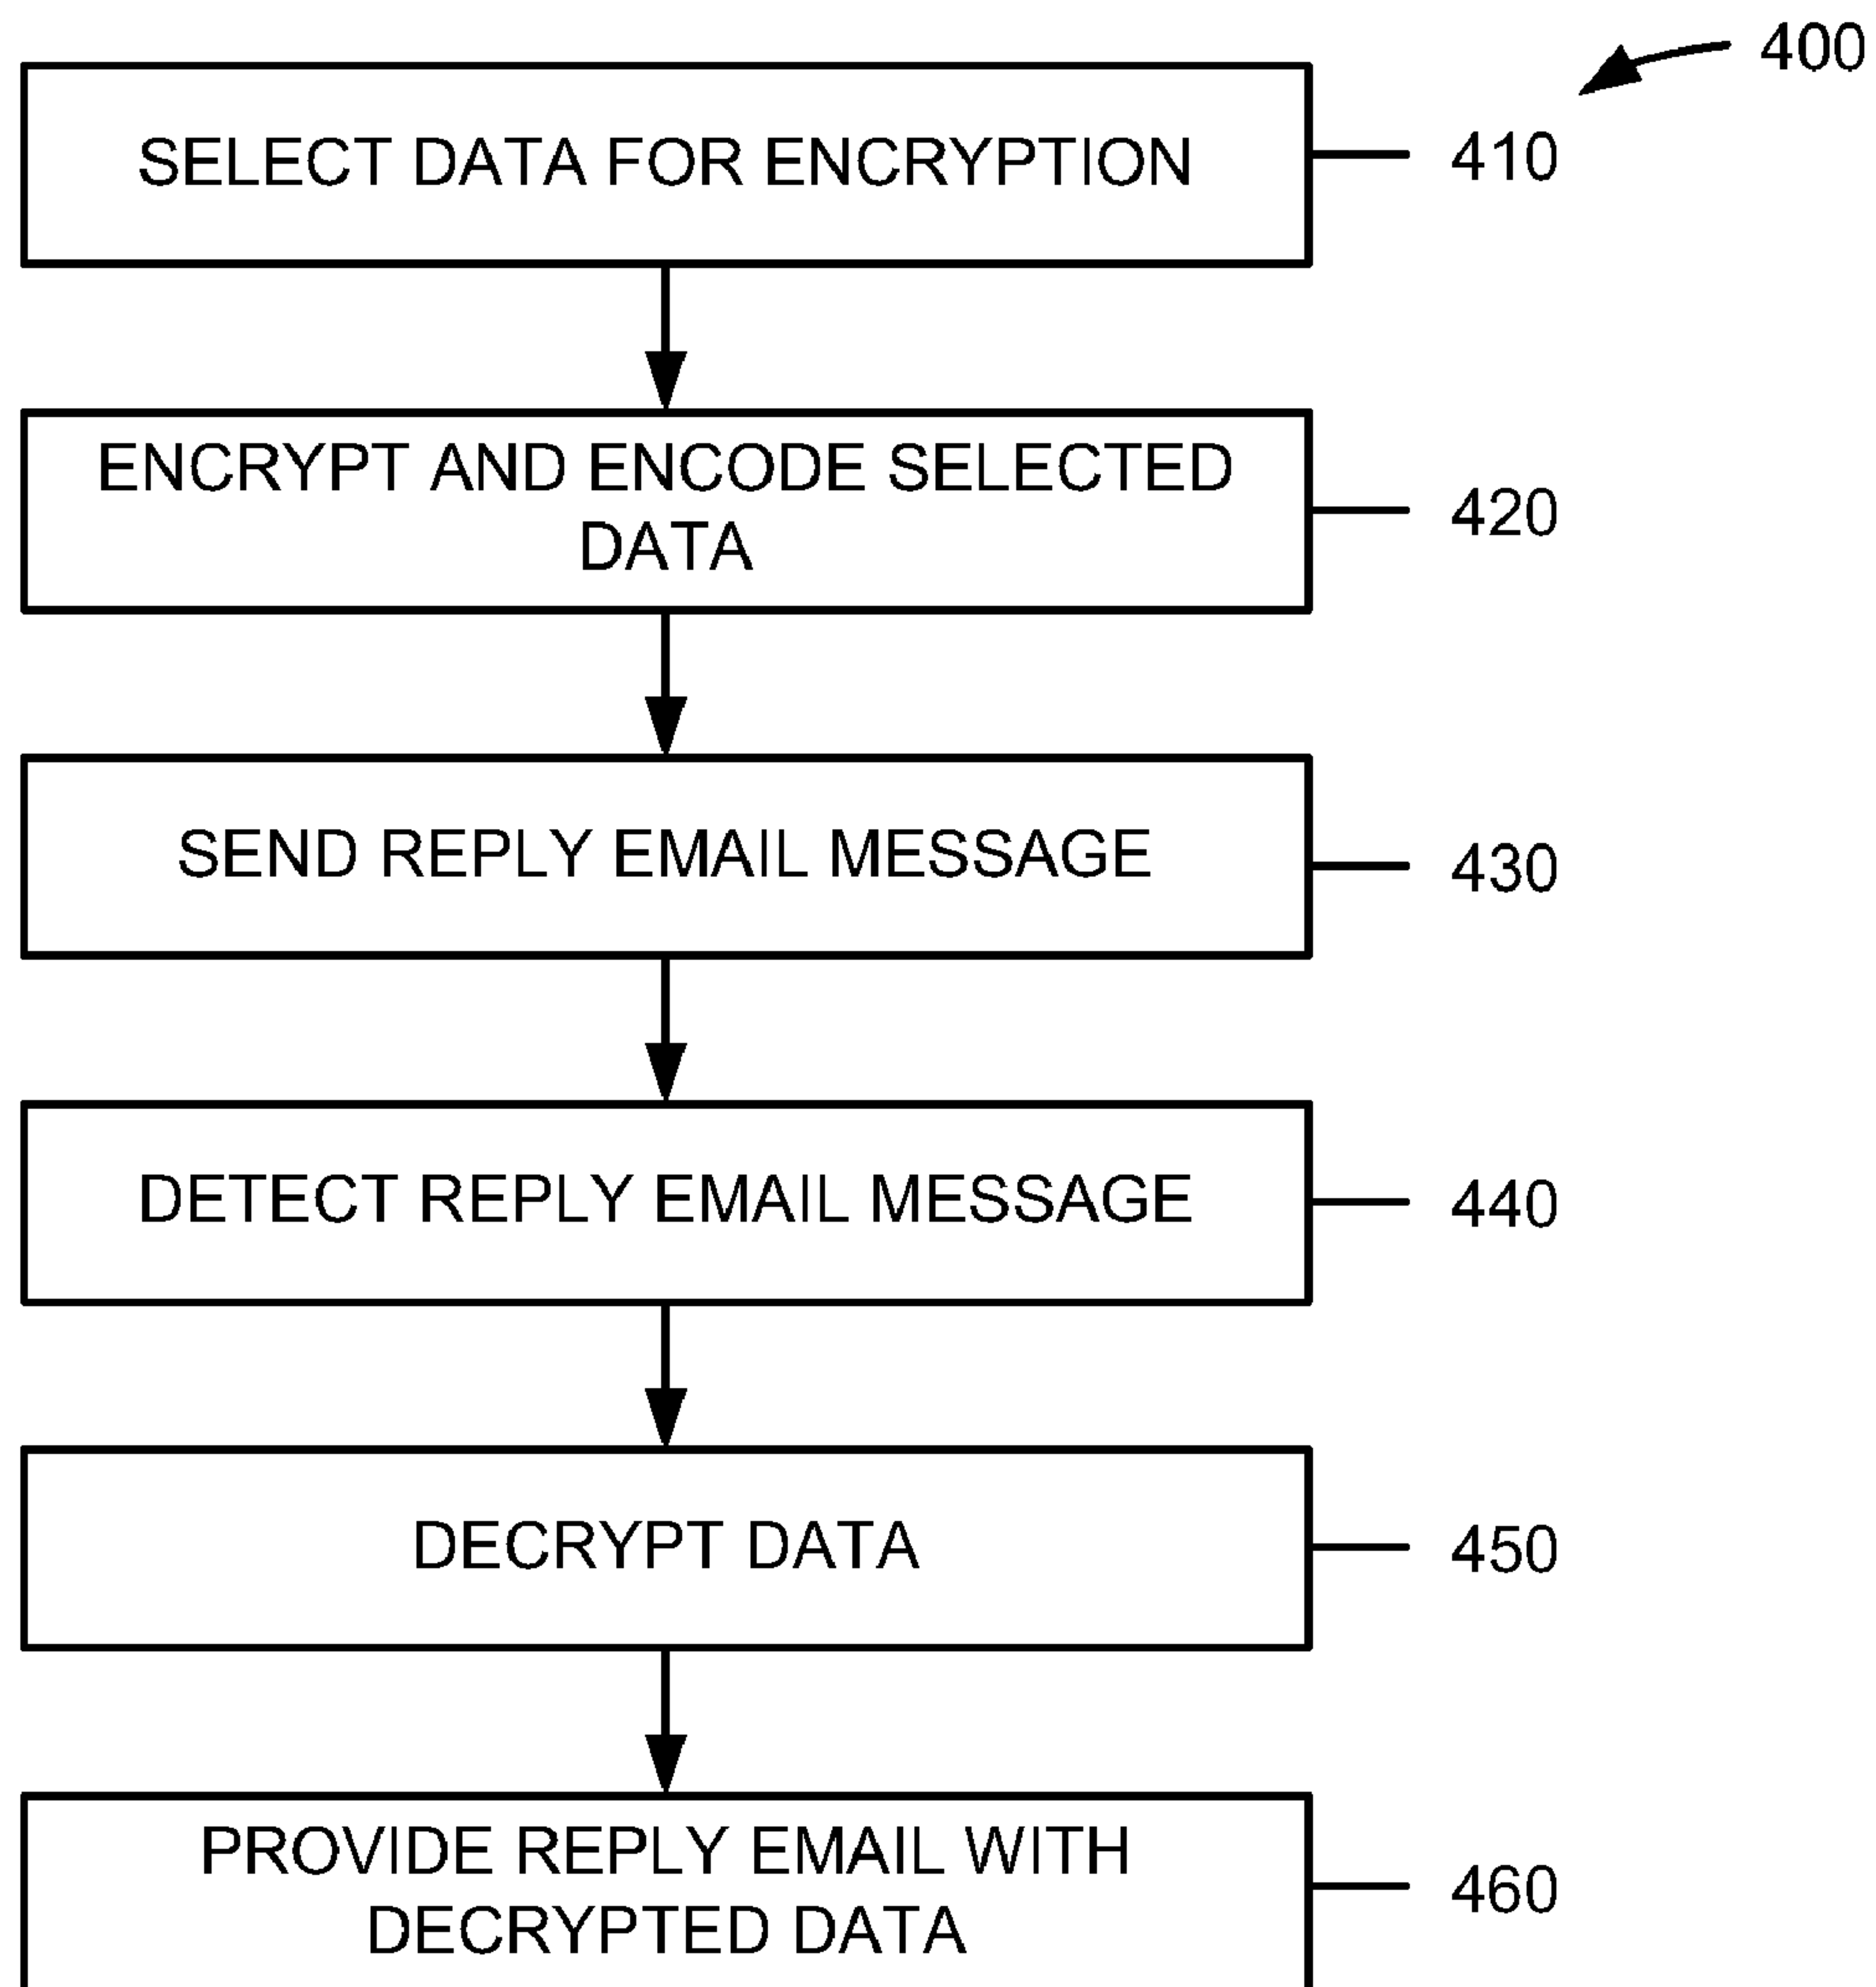 400
SELECT DATA FOR ENCRYPTION
410
ENCRYPT AND ENCODE SELECTED
DATA
420
SEND REPLY EMAIL MESSAGE
430
DETECT REPLY EMAIL MESSAGE
440
DECRYPT DATA
450
PROVIDE REPLY EMAIL WITH
DECRYPTED DATA
460